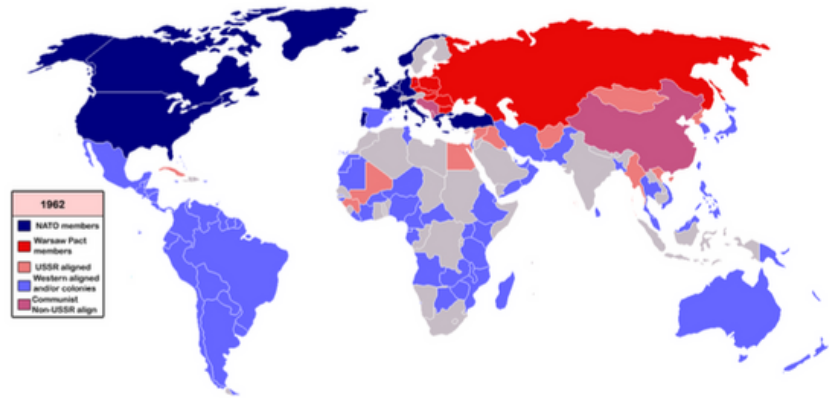 1962
NATO members
Warsaw Pact
members
USSR aligned
Western aligned
and/or colonies
Communist
Non-USSR align